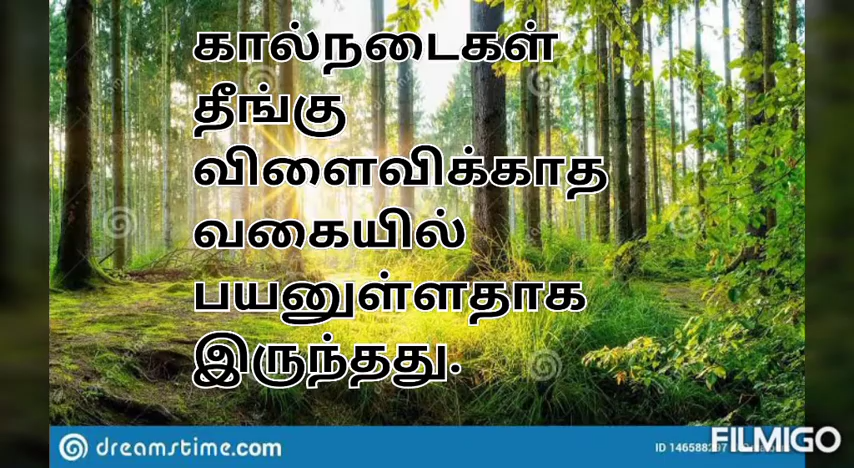 கால்நடைகள்
தீங்கு
விளைவிக்காத
வகையில்
பயனுள்ளதாக
இருந்தது.
dreamstime.com
FILMIGO